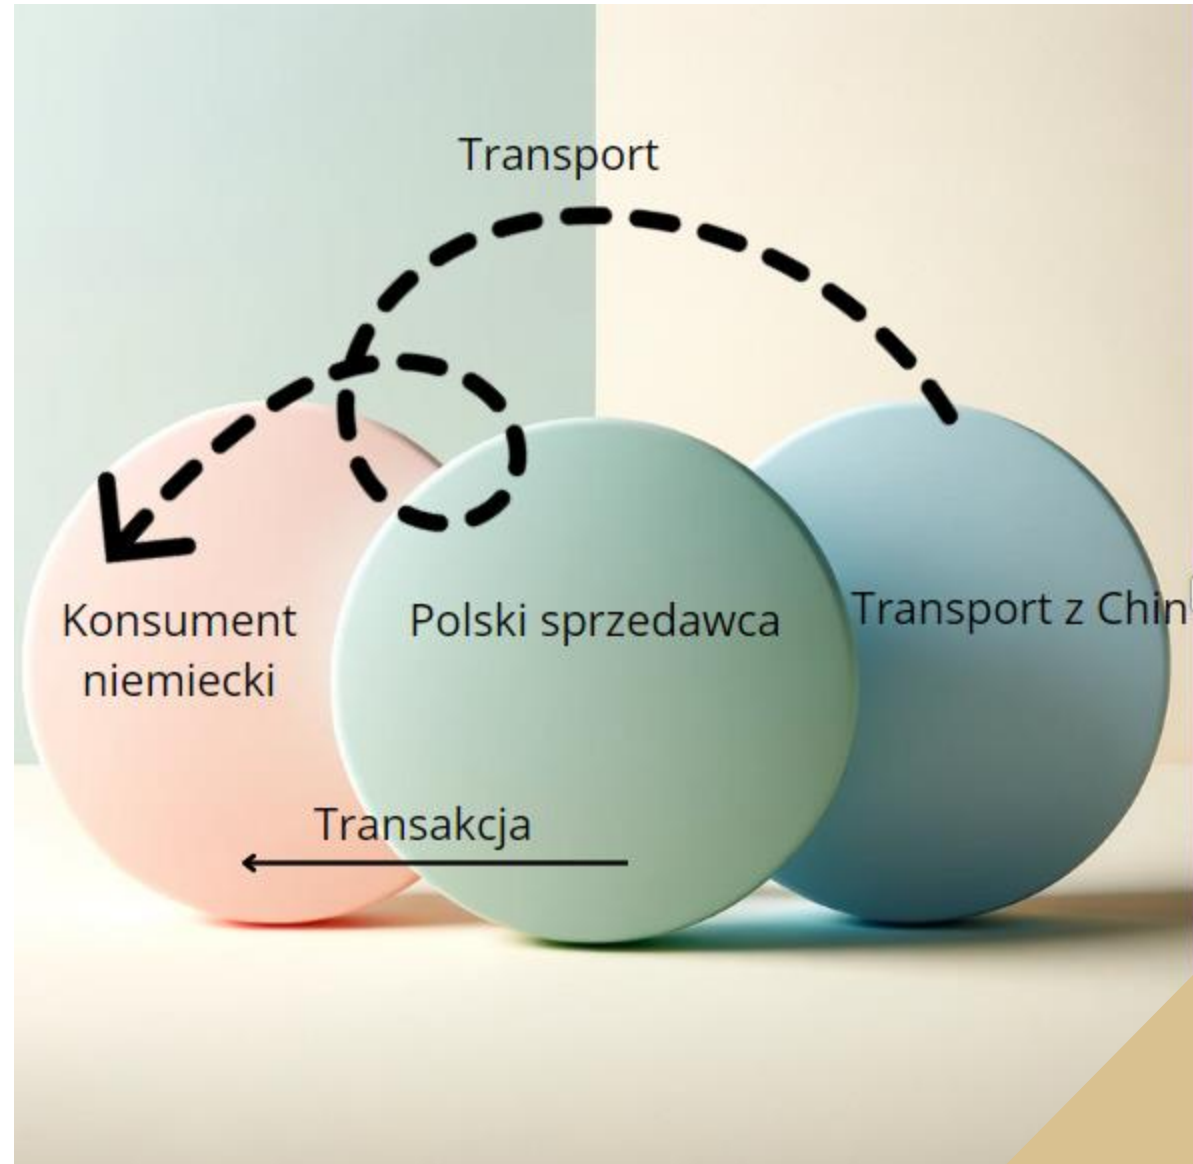 Transport
Konsument
niemiecki
Polski sprzedawca
Transport z Chin
Transakcja